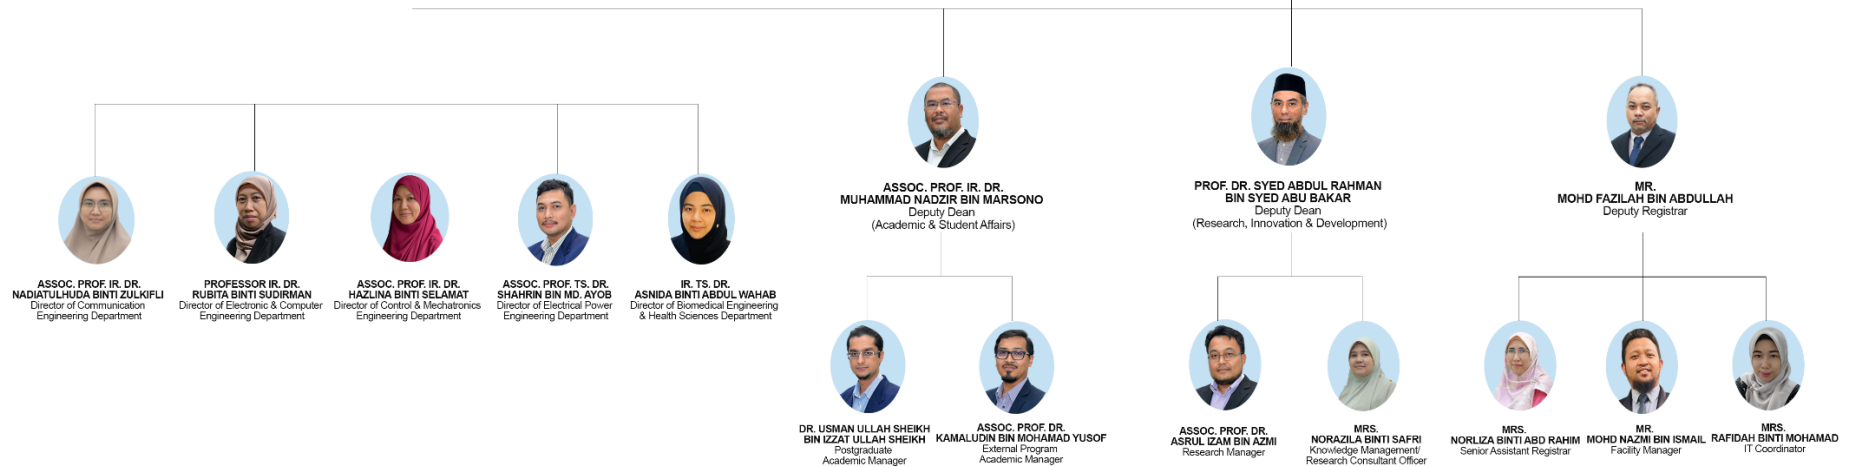 ASSOC. PROF. IR. DR.
MUHAMMAD NADZIR BIN MARSONO
Deputy Dean
(Academic & Student Affairs)
PROF. DR. SYED ABDUL RAHMAN
BIN SYED ABU BAKAR
Deputy Dean
(Research, Innovation & Development)
MR.
MOHD FAZILAH BIN ABDULLAH
Deputy Registrar
ASSOC. PROF. IR. DR.
NADIATULHUDA BINTI ZULKIFLI
Director of Communication
Engineering Department
PROFESSOR IR. DR.
RUBITA BINTI SUDIRMAN
Director of Electronic & Computer
Engineering Department
ASSOC. PROF. IR. DR.
HAZLINA BINTI SELAMAT
Director of Control & Mechatronics
Engineering Department
ASSOC. PROF. TS. DR.
SHAHRIN BIN MD. AYOB
Director of Electrical Power
Engineering Department
IR. TS. DR.
ASNIDA BINTI ABDUL WAHAB
Director of Biomedical Engineering
& Health Sciences Department
DR. USMAN ULLAH SHEIKH
BIN IZZAT ULLAH SHEIKH
Postgraduate
Academic Manager
ASSOC. PROF. DR.
KAMALUDIN BIN MOHAMAD YUSOF
External Program
Academic Manager
ASSOC. PROF. DR.
ASRUL IZAM BIN AZMI
Research Manager
MRS.
NORAZILA BINTI SAFRI
Knowledge Management/
Research Consultant Officer
MRS.
NORLIZA BINTI ABD RAHIM
Senior Assistant Registrar
MR.
MOHD NAZMI BIN ISMAIL
Facility Manager
MRS.
RAFIDAH BINTI MOHAMAD
IT Coordinator